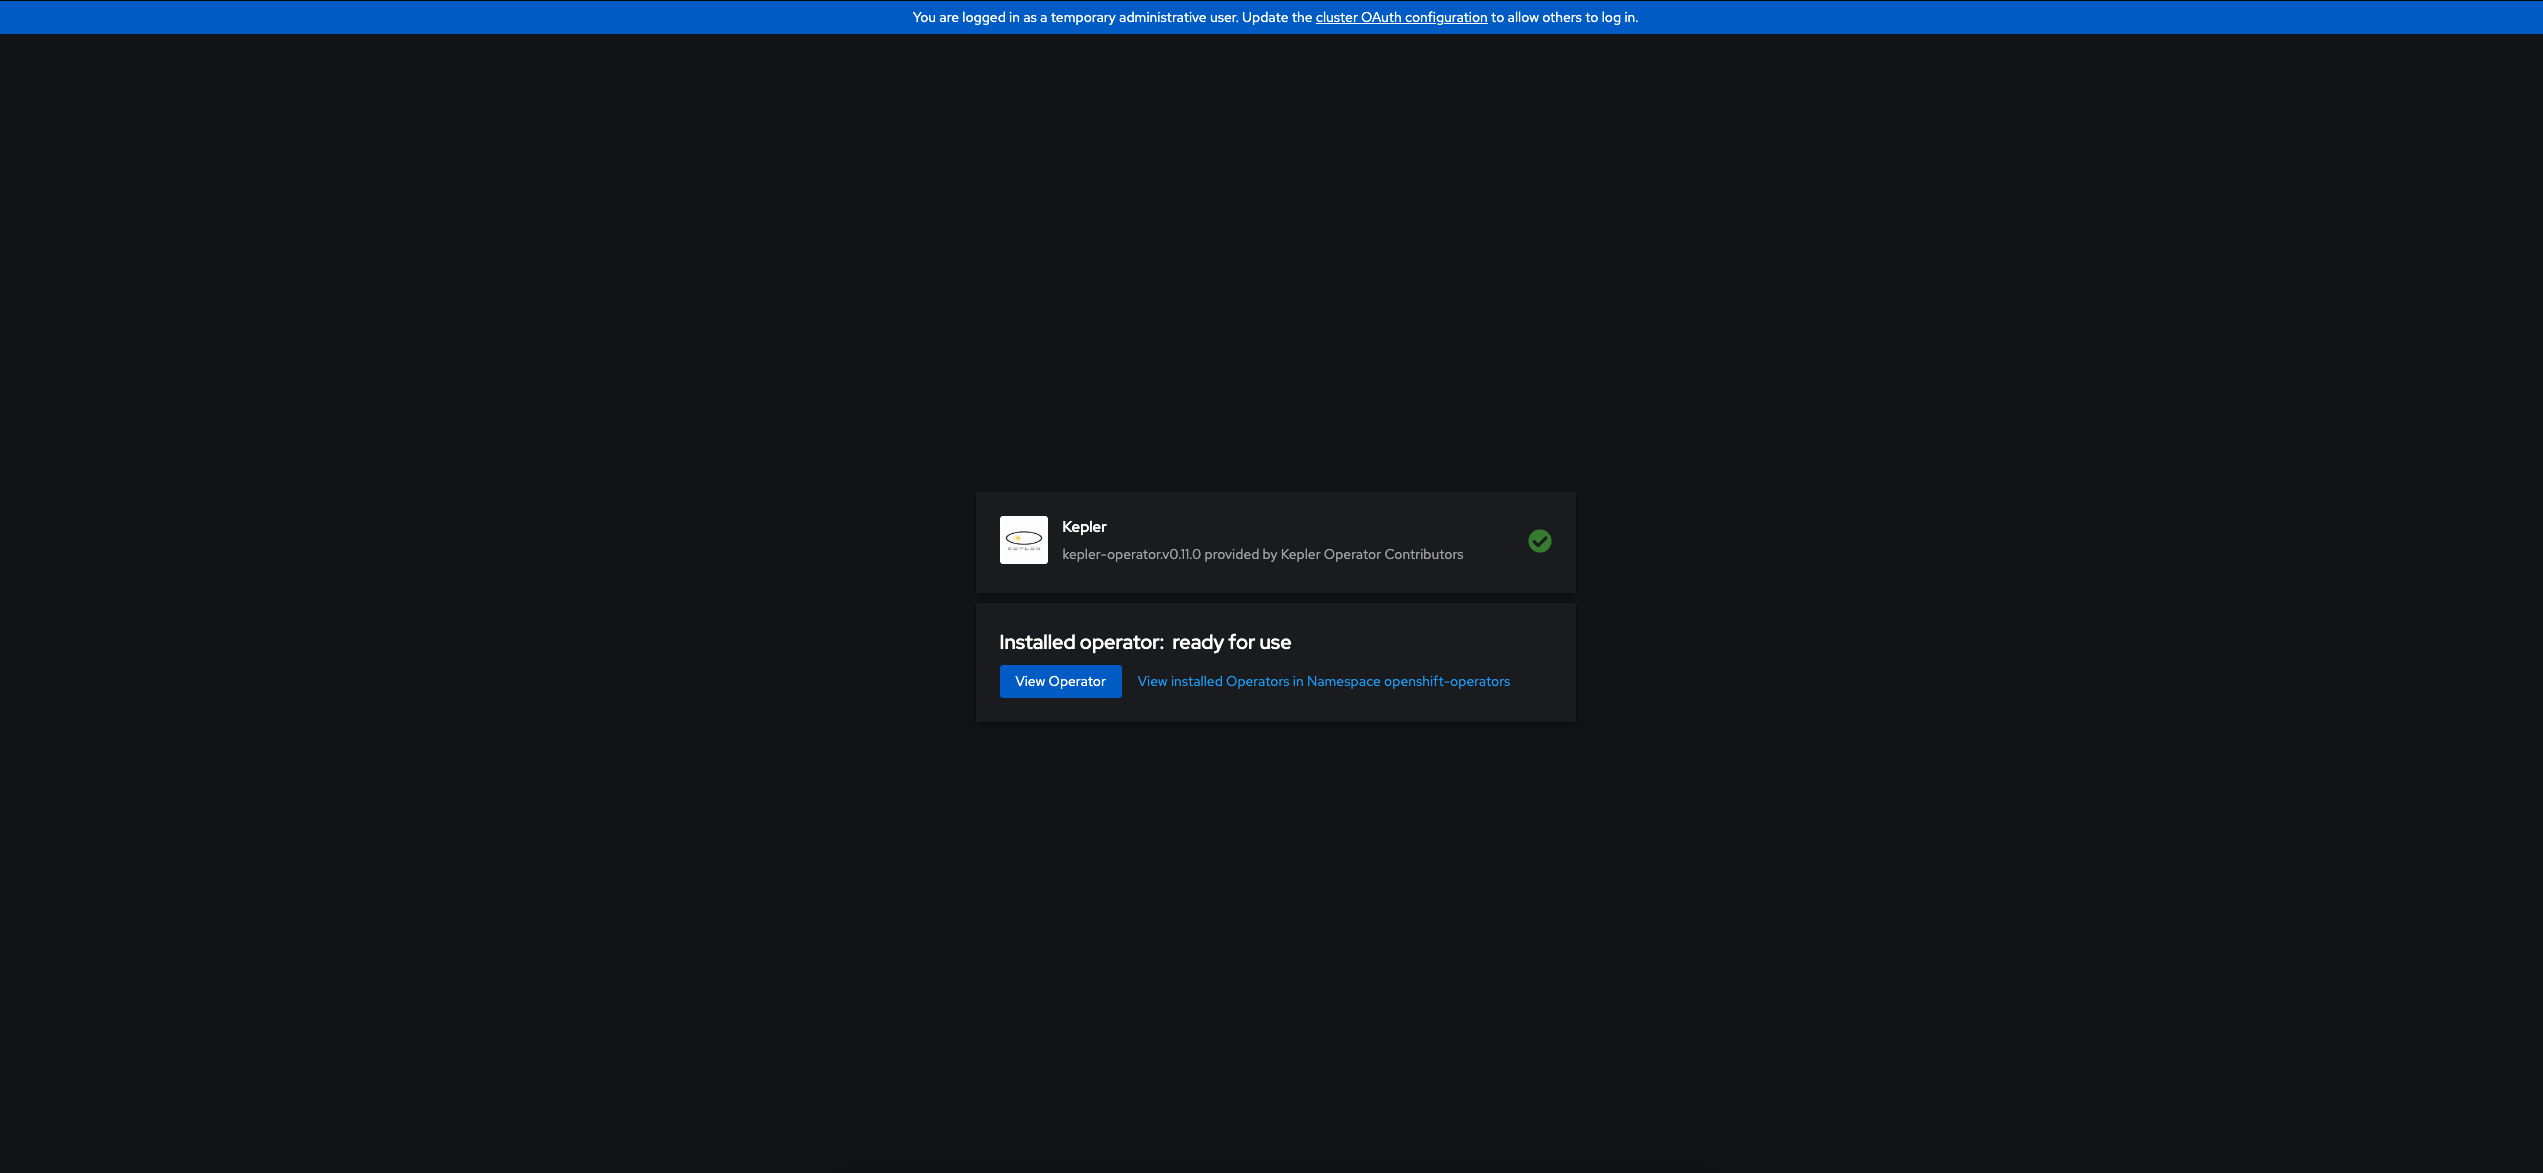 You are logged in as a temporary administrative user. Update the cluster OAuth configuration to allow others to log in.
Kepler
KEPLER
kepler-operator.v0.11.0 provided by Kepler Operator Contributors
Installed operator: ready for use
View Operator
View installed Operators in Namespace openshift-operators